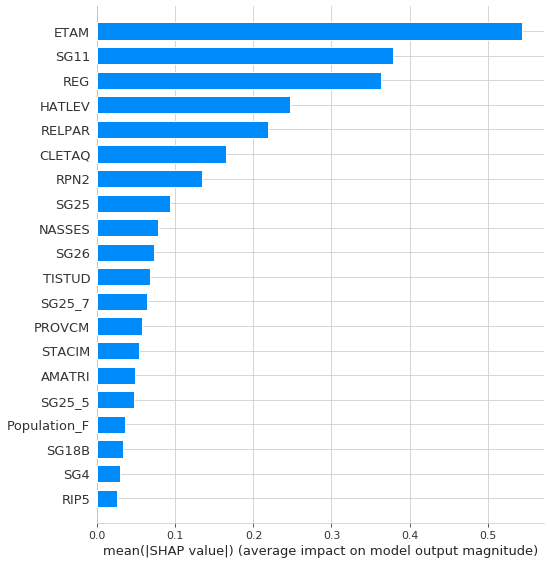 ETAM
SG11
REG
HATLEV
RELPAR
CLETAQ
RPN2
SG25
NASSES
SG26
TISTUD
SG25_7
PROVCM
STACIM
AMATRI
SG25_5
Population_F
SG18B
SG4
RIP5
0.0 0.1 0.2 0.3 0.4 0.5
mean(|SHAP value|) (average impact on model output magnitude)